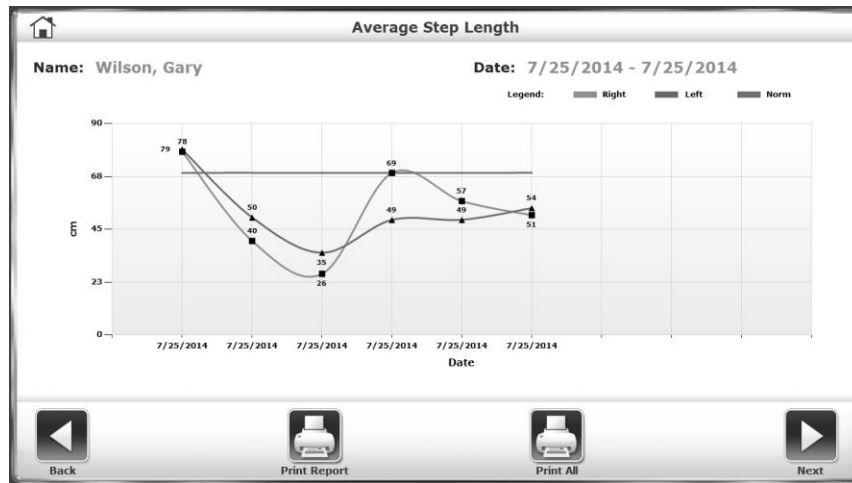 Average Step Length
Name: Wilson, Gary
Date: 7/25/2014 - 7/25/2014
Legend: Right Left Norm
90
68
45
23
0
cm
79
78
50
40
35
26
69
49
57
49
54
51
7/25/2014 7/25/2014 7/25/2014 7/25/2014 7/25/2014 7/25/2014
Date
Back
Print Report
Print All
Next